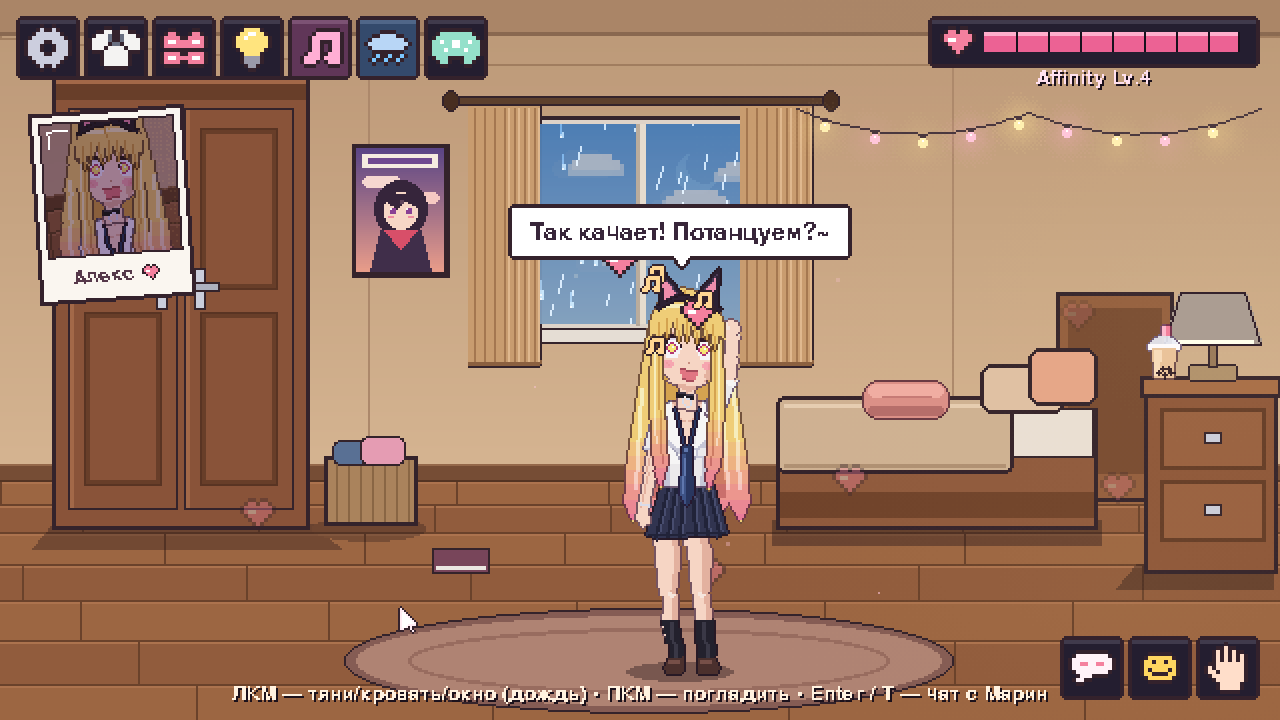 Affinity Lv.4
Так качает! Потанцуем?~
Алекс
ЛКМ — тяни/кровать/окно (дождь) · ПКМ — погладить · Enter/T — чат с Марин